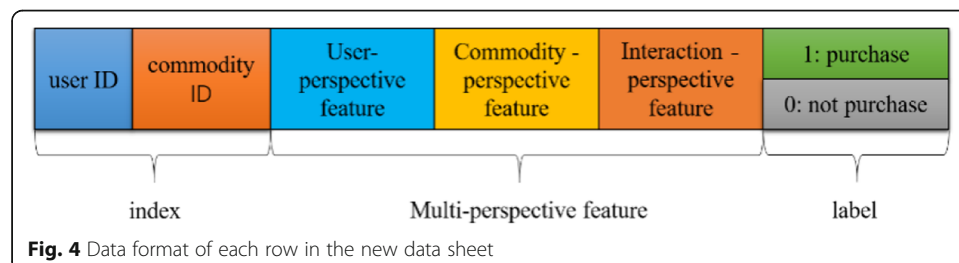 user ID
commodity
ID
User-
perspective
feature
Commodity -
perspective
feature
Interaction -
perspective
feature
1: purchase
0: not purchase
index
Multi-perspective feature
label
Fig. 4 Data format of each row in the new data sheet